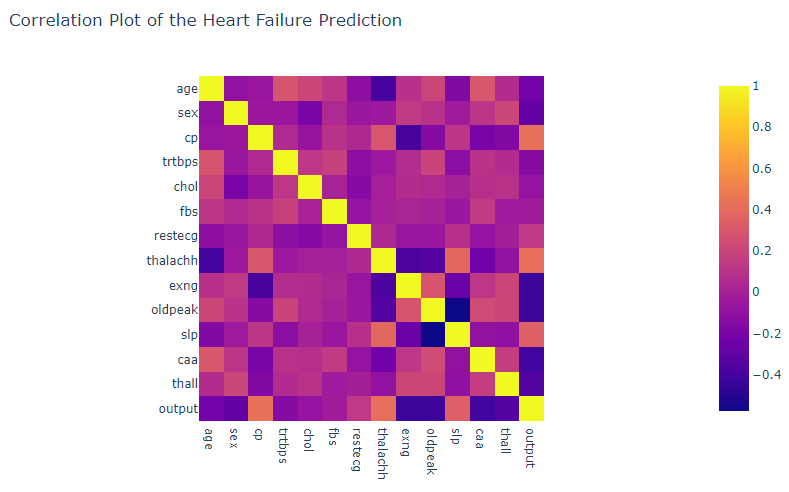 Correlation Plot of the Heart Failure Prediction
age
sex
cp
trtbps
chol
fbs
restecg
thalachh
exng
oldpeak
slp
caa
thall
output
age
sex
cp
trtbps
chol
fbs
restecg
thalachh
exng
oldpeak
slp
caa
thall
output
1
0.8
0.6
0.4
0.2
0
−0.2
−0.4